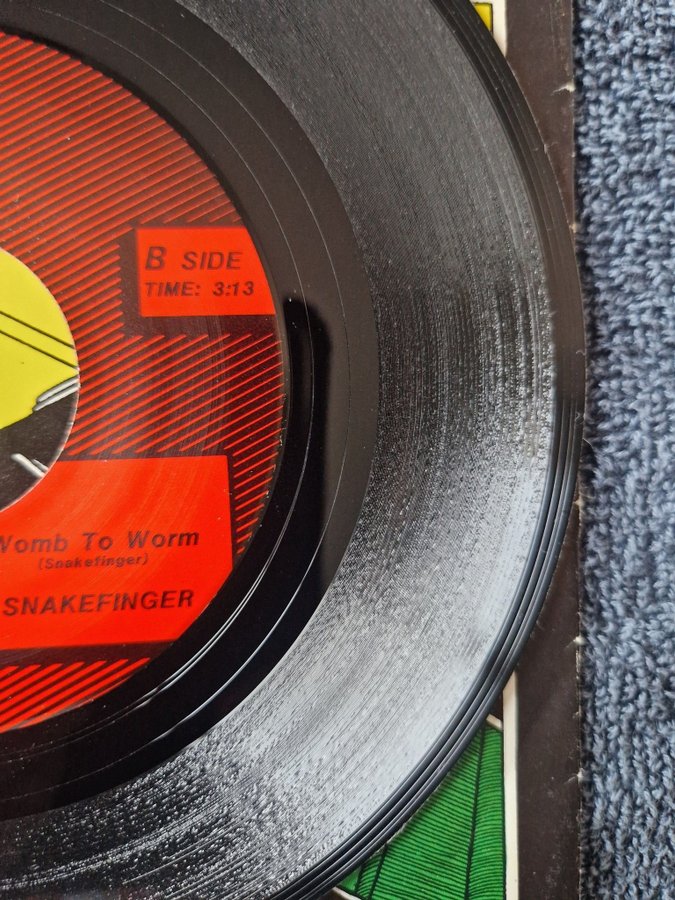 B SIDE
TIME: 3:13
Womb To Worm
(Snakefinger)
SNAKEFINGER